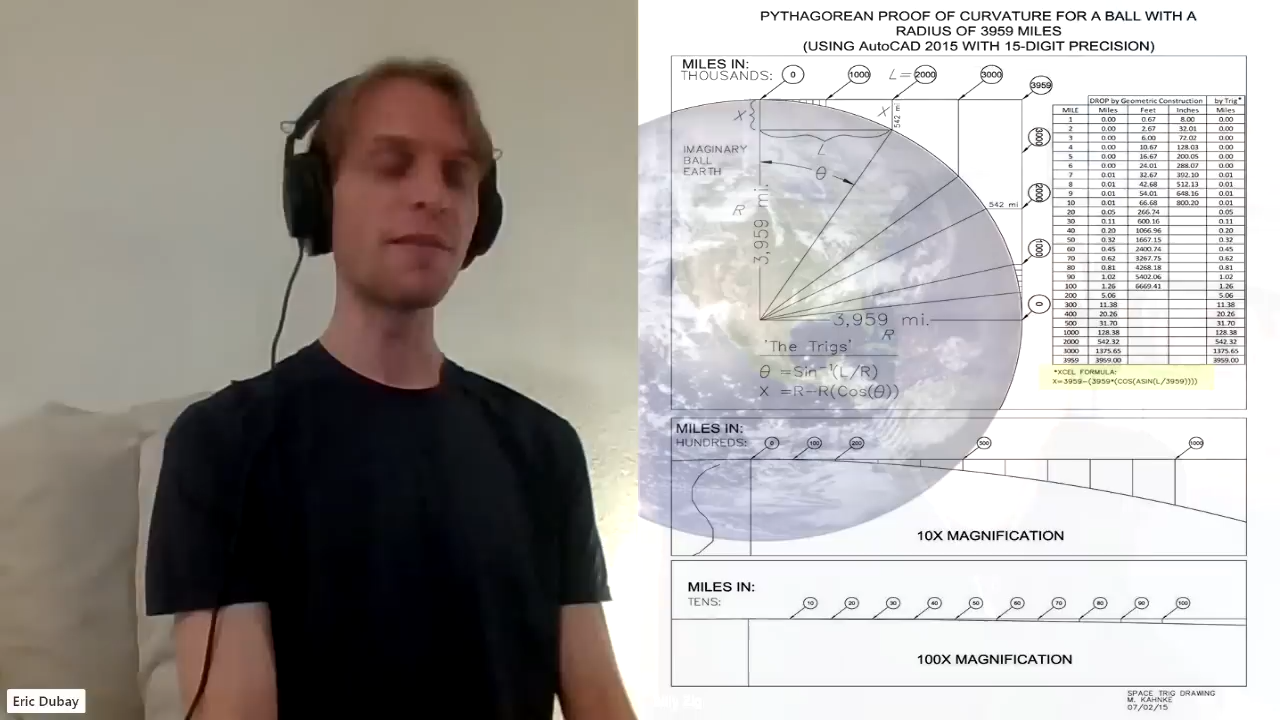 PYTHAGOREAN PROOF OF CURVATURE FOR A BALL WITH A
RADIUS OF 3959 MILES
(USING AutoCAD 2015 WITH 15-DIGIT PRECISION)
MILES IN:
THOUSANDS: 0 1000 L=2000 3000 3959
X X 542 mi
L
IMAGINARY
BALL
EARTH
θ
R
3,959 mi.
542 mi
3000
2000
1000
0
3,959 mi.
R
'The Trigs'
θ =Sin⁻¹(L/R)
X =R-R(Cos(θ))
DROP by Geometric Construction by Trig*
MILE Miles Feet Inches Miles
1 0.00 0.67 8.00 0.00
2 0.00 2.67 32.01 0.00
3 0.00 6.00 72.02 0.00
4 0.00 10.67 128.03 0.00
5 0.00 16.67 200.05 0.00
6 0.00 24.01 288.07 0.00
7 0.01 32.67 392.10 0.01
8 0.01 42.68 512.13 0.01
9 0.01 54.01 648.16 0.01
10 0.01 66.68 800.20 0.01
20 0.05 266.74 0.05
30 0.11 600.16 0.11
40 0.20 1066.96 0.20
50 0.32 1667.15 0.32
60 0.45 2400.74 0.45
70 0.62 3267.75 0.62
80 0.81 4268.18 0.81
90 1.02 5402.06 1.02
100 1.26 6669.41 1.26
200 5.06 5.06
300 11.38 11.38
400 20.26 20.26
500 31.70 31.70
1000 128.38 128.38
2000 542.32 542.32
3000 1375.65 1375.65
3959 3959.00 3959.00
*XCEL FORMULA:
X=3959-(3959*(COS(ASIN(L/3959))))
MILES IN:
HUNDREDS: 0 100 200 500 1000
10X MAGNIFICATION
MILES IN:
TENS: 10 20 30 40 50 60 70 80 90 100
100X MAGNIFICATION
SPACE TRIG DRAWING
M. KAHNKE
07/02/15
Eric Dubay